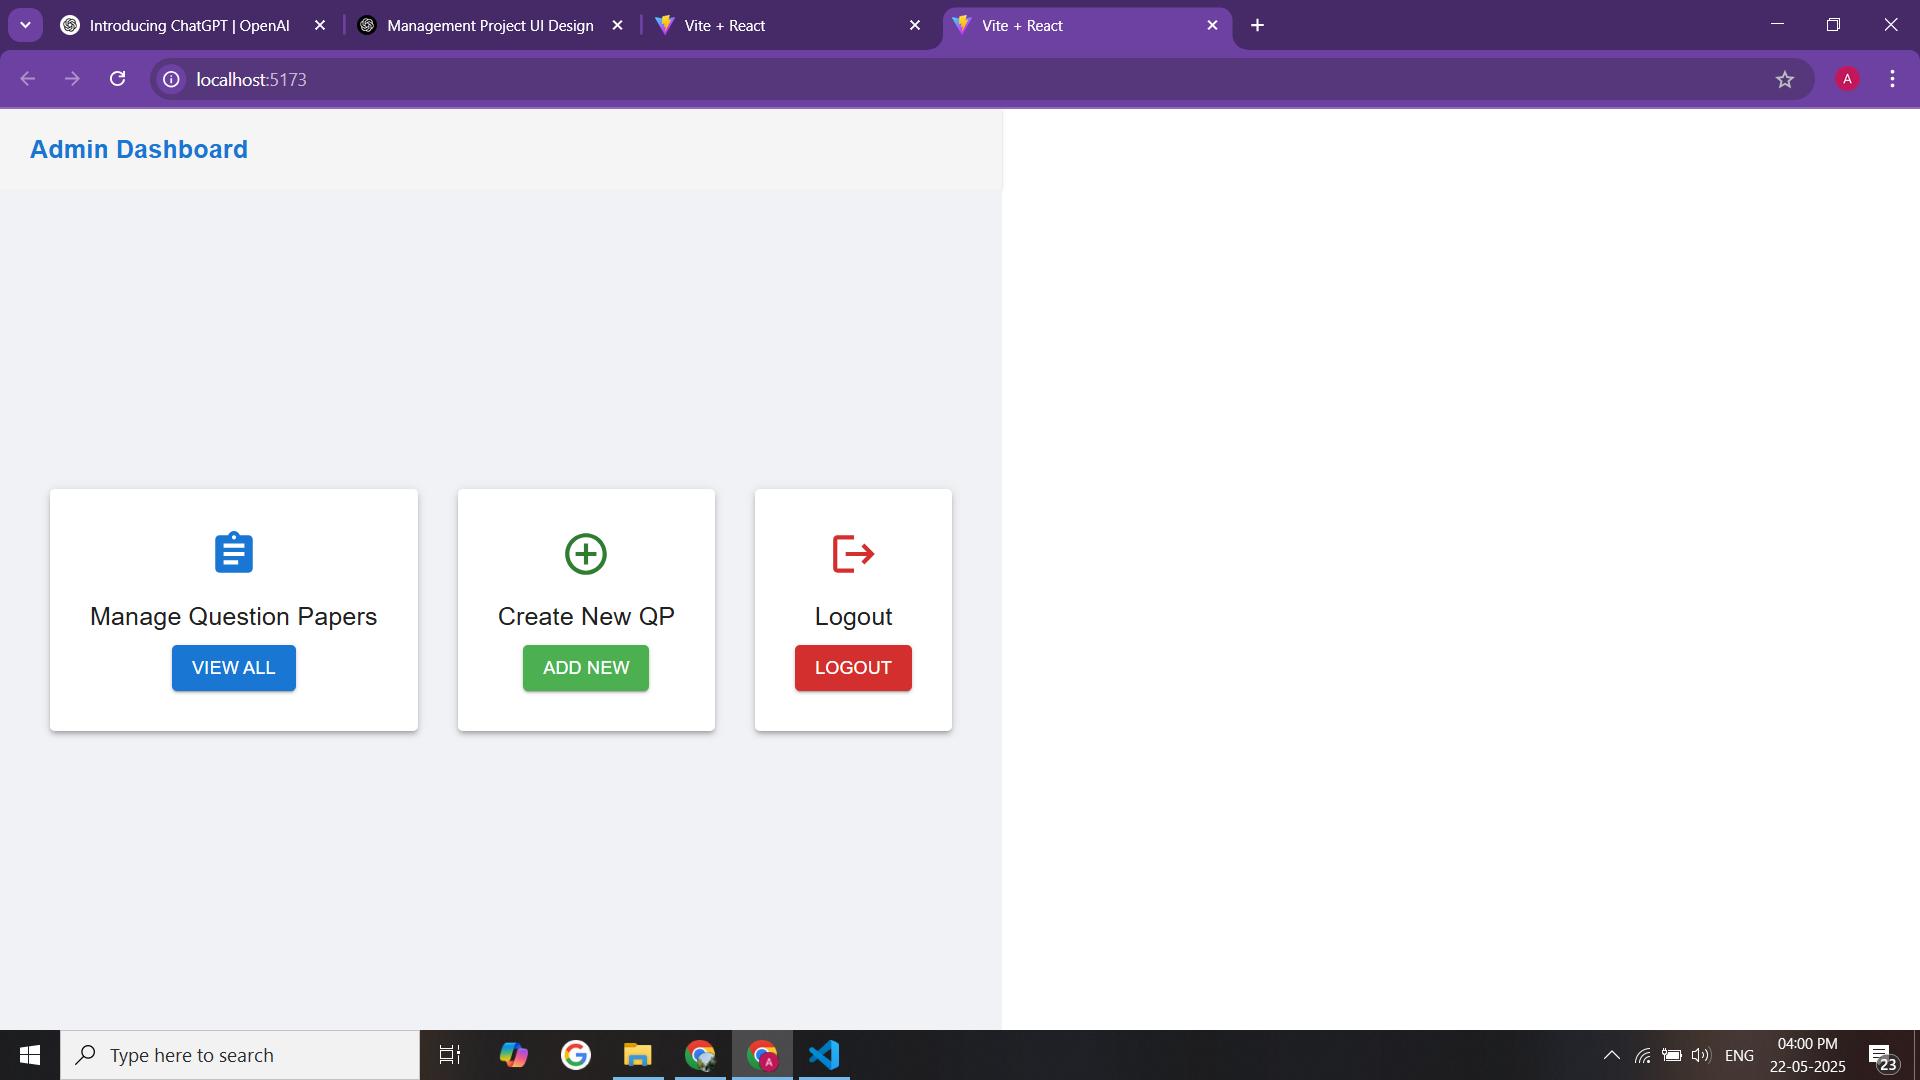 Introducing ChatGPT | OpenAI
Management Project UI Design
Vite + React
Vite + React
localhost:5173
A
Admin Dashboard
Manage Question Papers
VIEW ALL
Create New QP
ADD NEW
Logout
LOGOUT
Type here to search
A
ENG
04:00 PM
22-05-2025
23